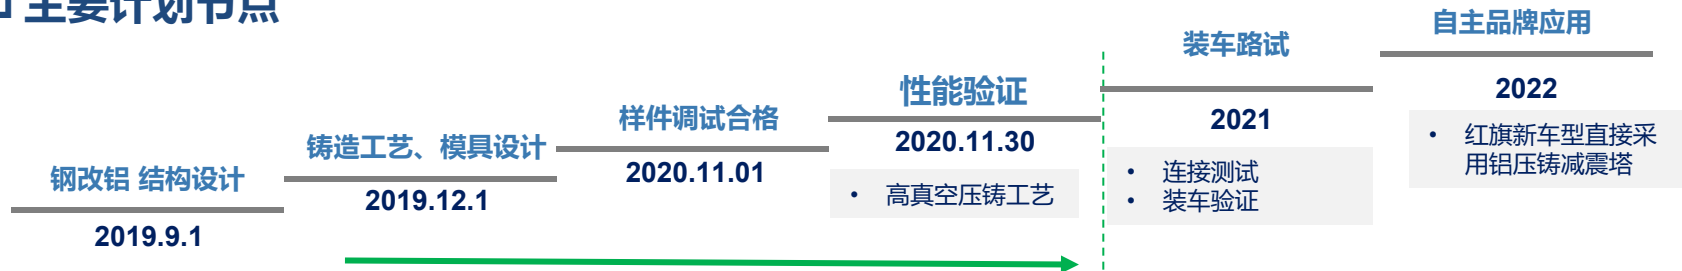 主要计划节点
钢改铝 结构设计
2019.9.1
铸造工艺、模具设计
2019.12.1
样件调试合格
2020.11.01
性能验证
2020.11.30
• 高真空压铸工艺
装车路试
2021
• 连接测试
• 装车验证
自主品牌应用
2022
• 红旗新车型直接采
用铝压铸减震塔